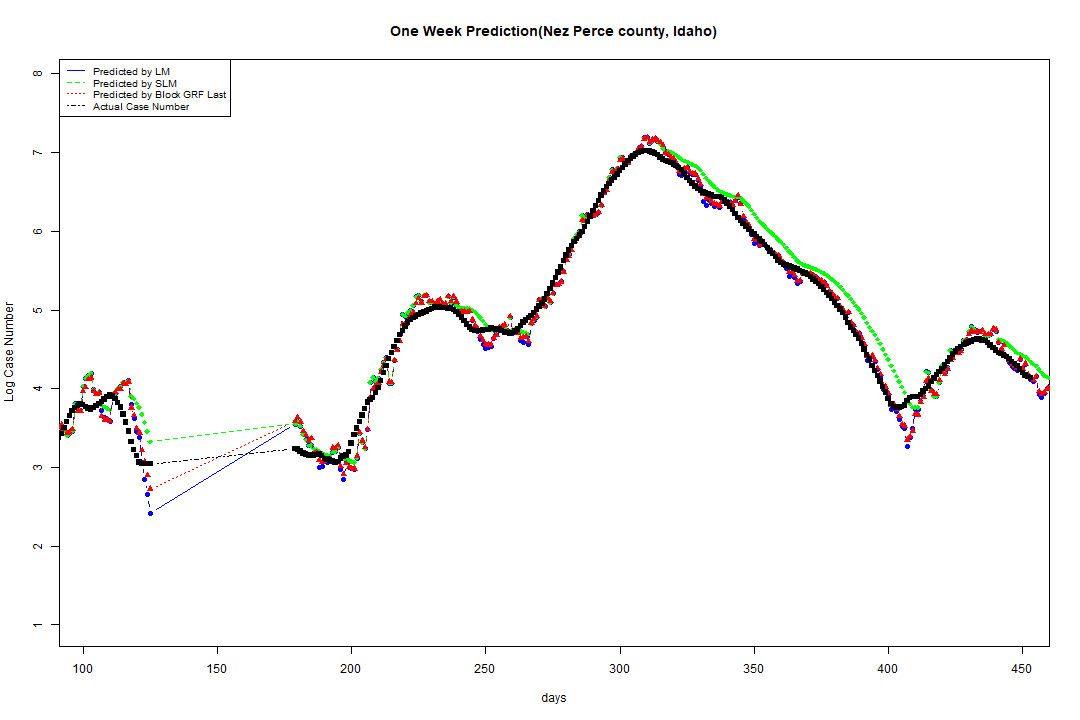 One Week Prediction(Nez Perce county, Idaho)
Predicted by LM
Predicted by SLM
Predicted by Block GRF Last
Actual Case Number
8
7
6
5
4
3
2
1
Log Case Number
100 150 200 250 300 350 400 450
days